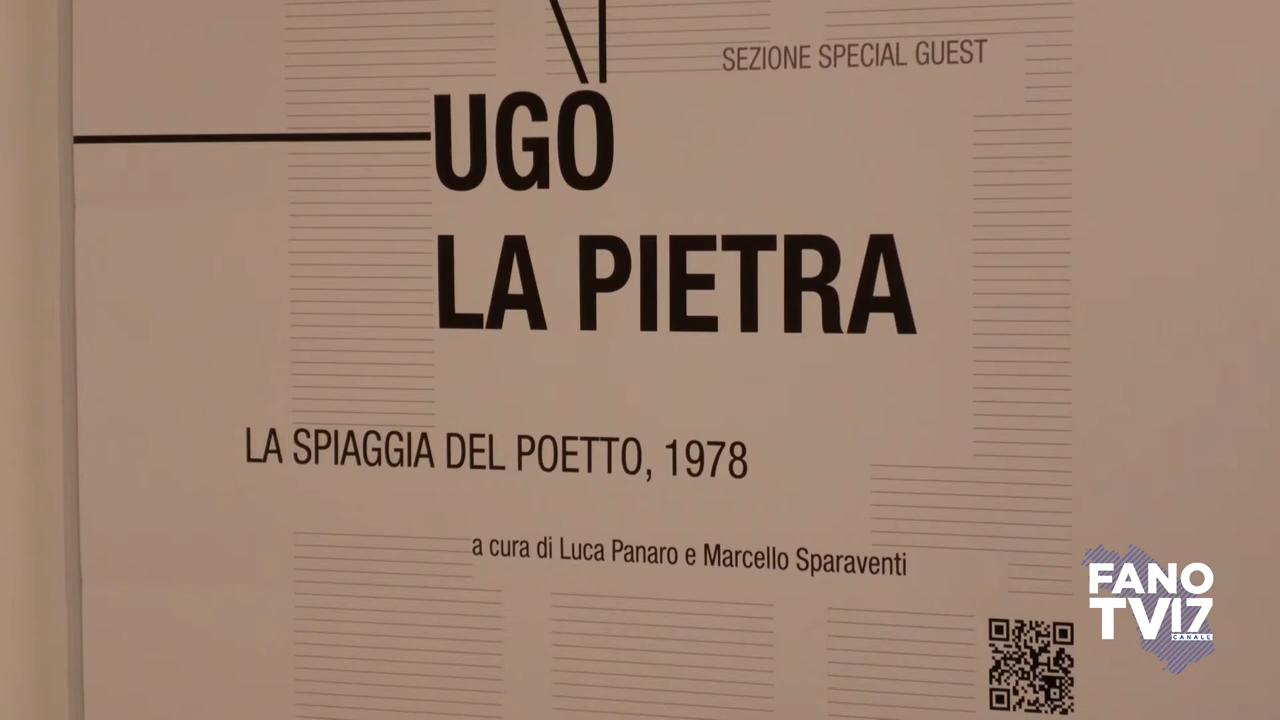 SEZIONE SPECIAL GUEST
UGO
LA PIETRA
LA SPIAGGIA DEL POETTO, 1978
a cura di Luca Panaro e Marcello Sparaventi
FANO
TV17
CANALE